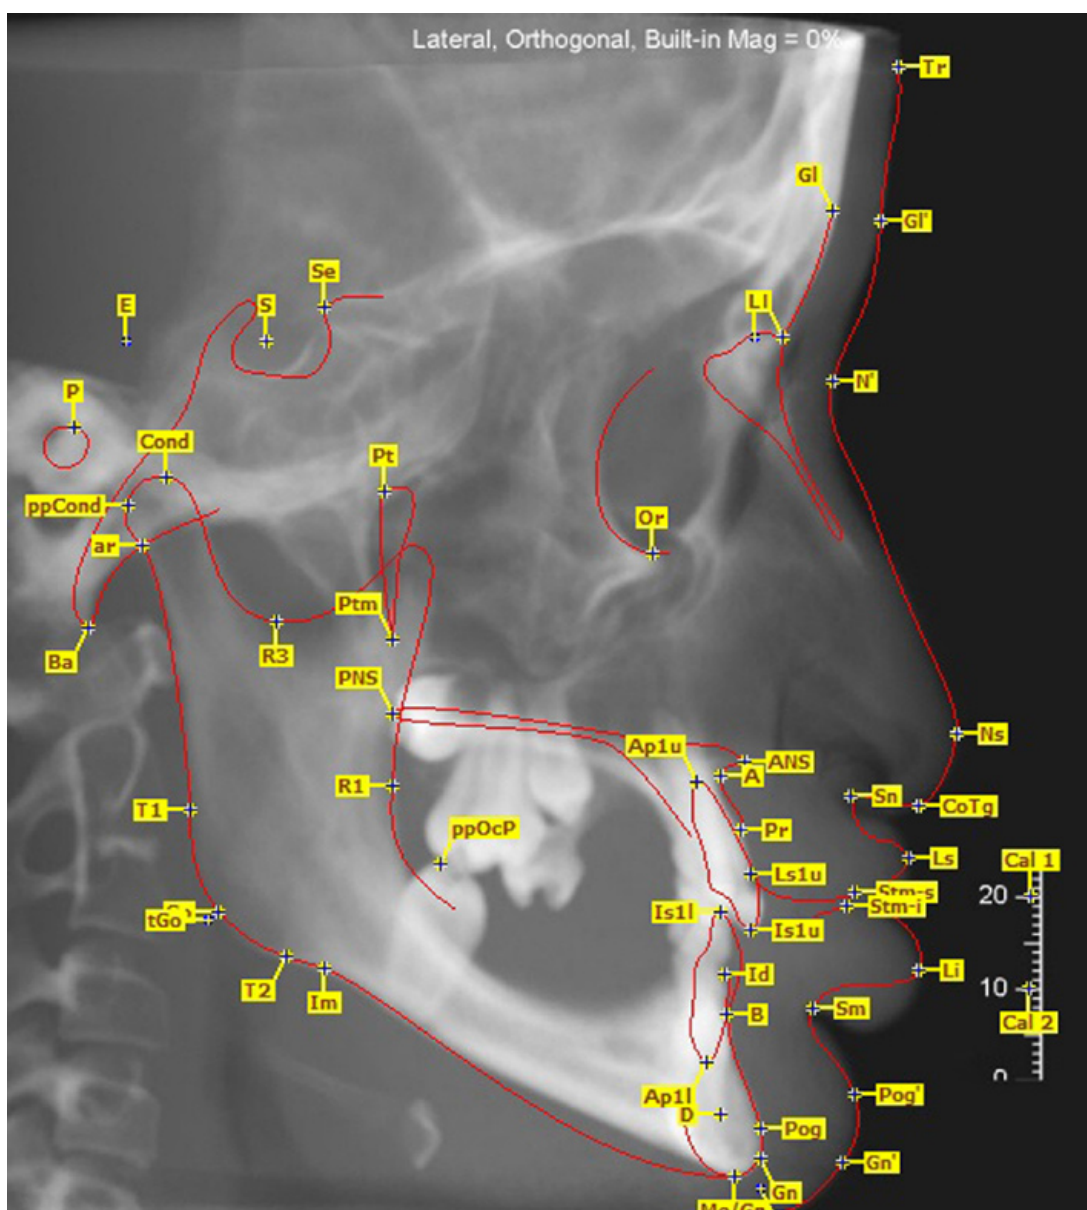 Lateral, Orthogonal, Built-in Mag = 0%
Tr
Gl
Gl'
Se
S
E
LI
N'
P
Cond
Pt
ppCond
Or
ar
Ptm
Ba
R3
PNS
Ns
Ap1u
ANS
A
R1
Sn
CoTg
T1
Pr
ppOcP
Ls
Cal 1
Ls1u
Stm-s
20
Stm-i
Is1l
tGo
Is1u
Id
Li
T2
Im
10
B
Sm
Cal 2
0
Ap1l
Pog'
D
Pog
Gn'
Gn